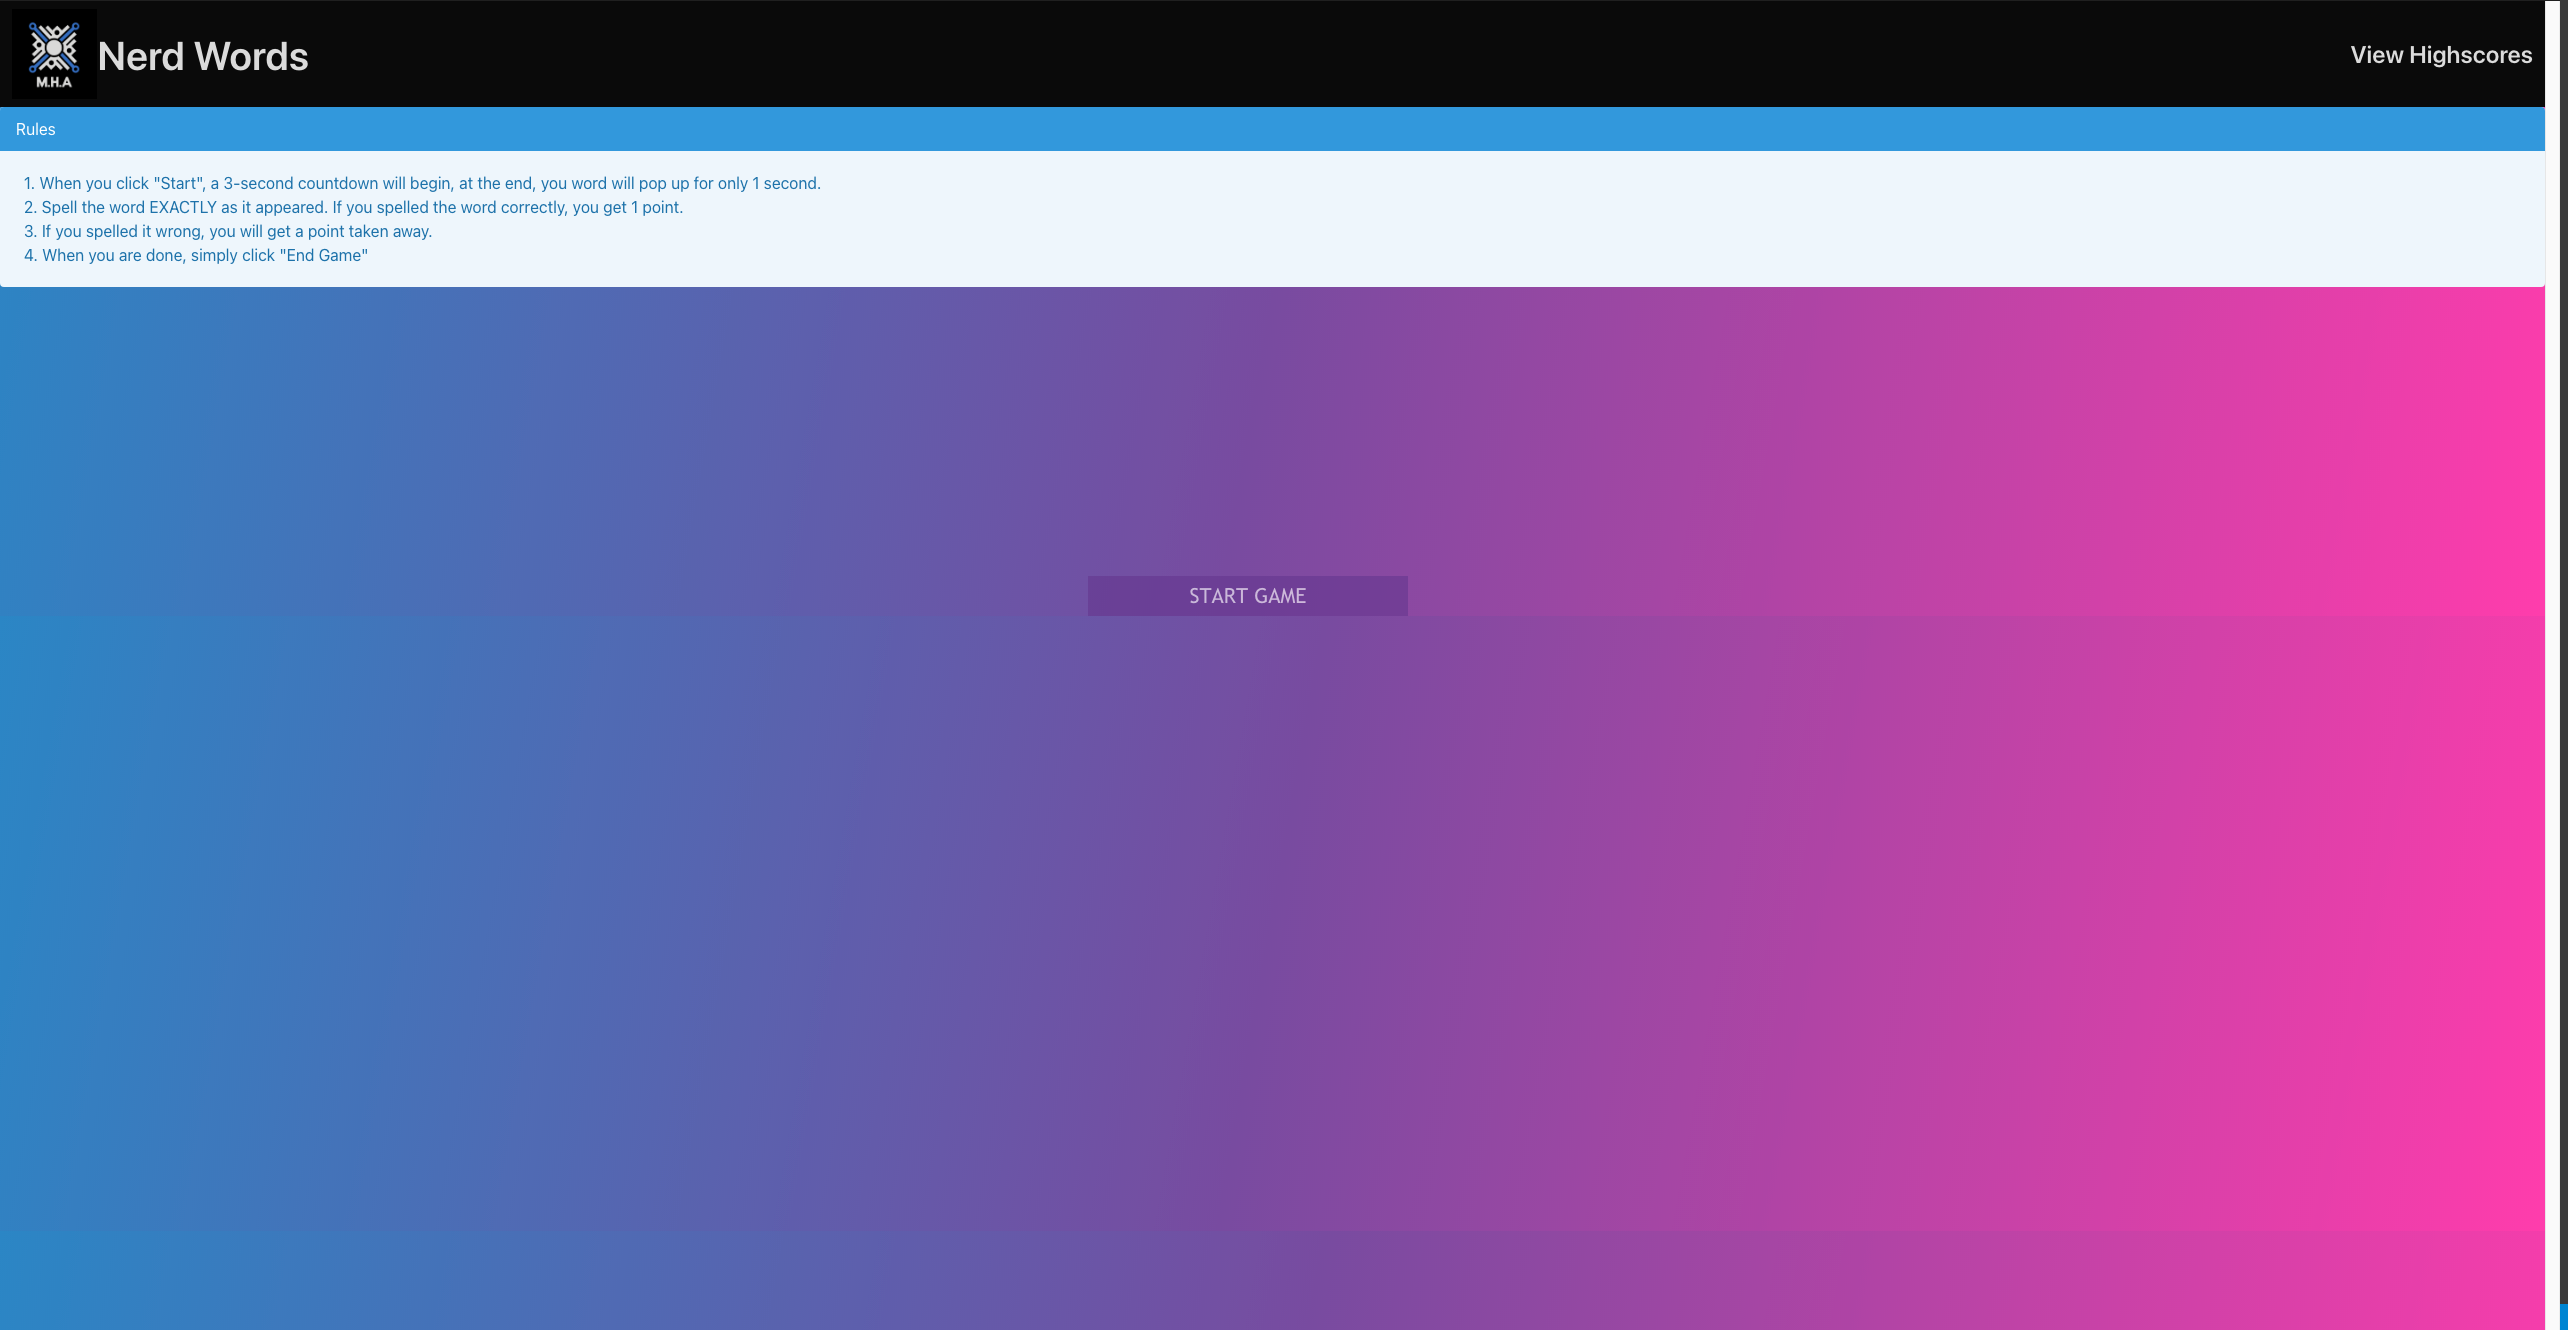 M.H.A
Nerd Words
View Highscores
Rules
1. When you click "Start", a 3-second countdown will begin, at the end, you word will pop up for only 1 second.
2. Spell the word EXACTLY as it appeared. If you spelled the word correctly, you get 1 point.
3. If you spelled it wrong, you will get a point taken away.
4. When you are done, simply click "End Game"
START GAME